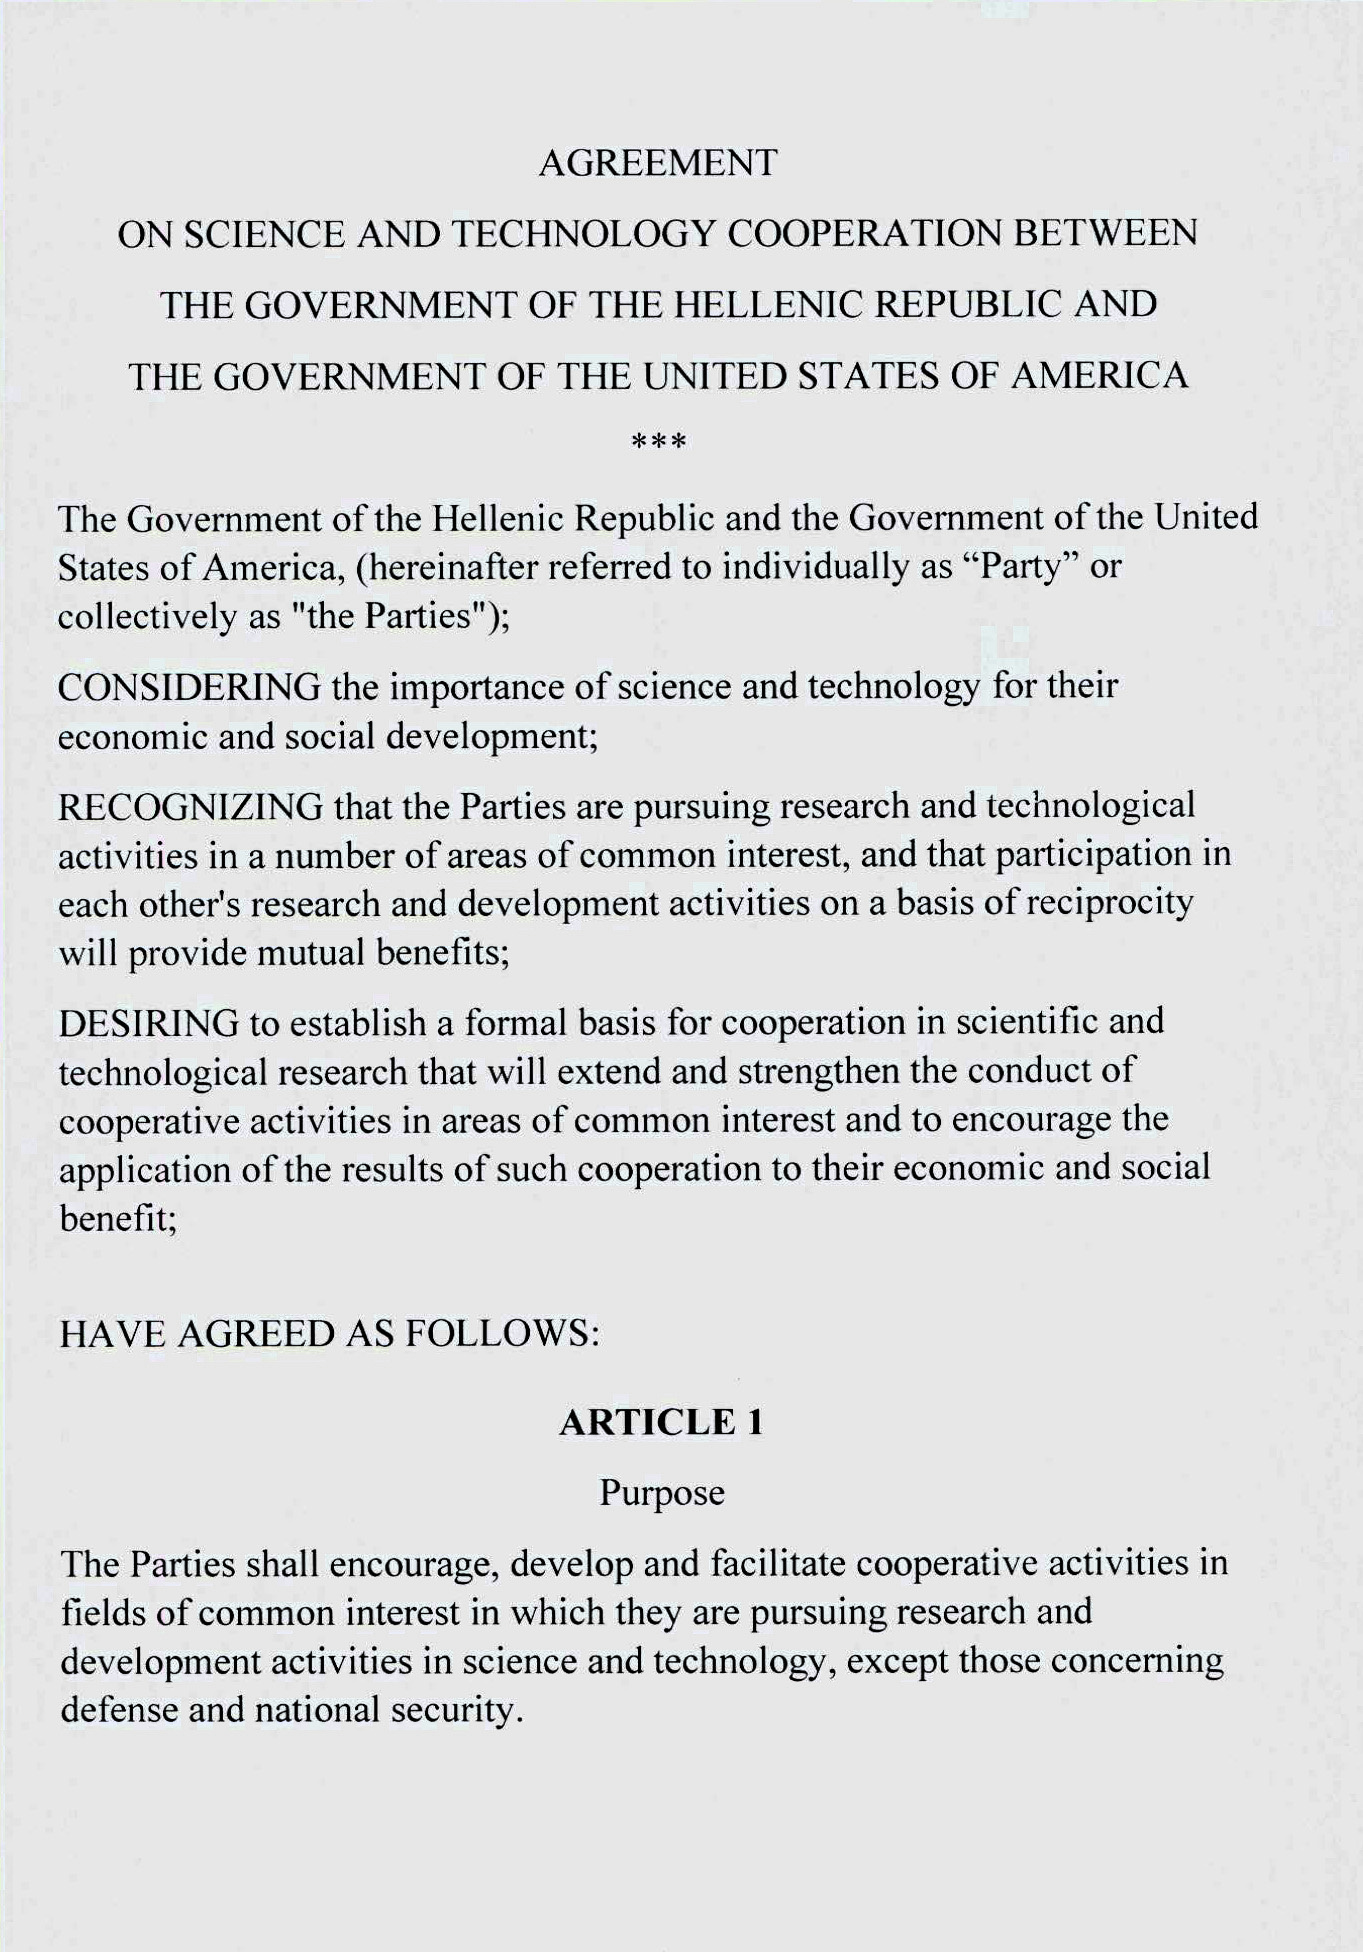 AGREEMENT
ON SCIENCE AND TECHNOLOGY COOPERATION BETWEEN
THE GOVERNMENT OF THE HELLENIC REPUBLIC AND
THE GOVERNMENT OF THE UNITED STATES OF AMERICA
***
The Government of the Hellenic Republic and the Government of the United
States of America, (hereinafter referred to individually as “Party” or
collectively as "the Parties");
CONSIDERING the importance of science and technology for their
economic and social development;
RECOGNIZING that the Parties are pursuing research and technological
activities in a number of areas of common interest, and that participation in
each other's research and development activities on a basis of reciprocity
will provide mutual benefits;
DESIRING to establish a formal basis for cooperation in scientific and
technological research that will extend and strengthen the conduct of
cooperative activities in areas of common interest and to encourage the
application of the results of such cooperation to their economic and social
benefit;
HAVE AGREED AS FOLLOWS:
ARTICLE 1
Purpose
The Parties shall encourage, develop and facilitate cooperative activities in
fields of common interest in which they are pursuing research and
development activities in science and technology, except those concerning
defense and national security.